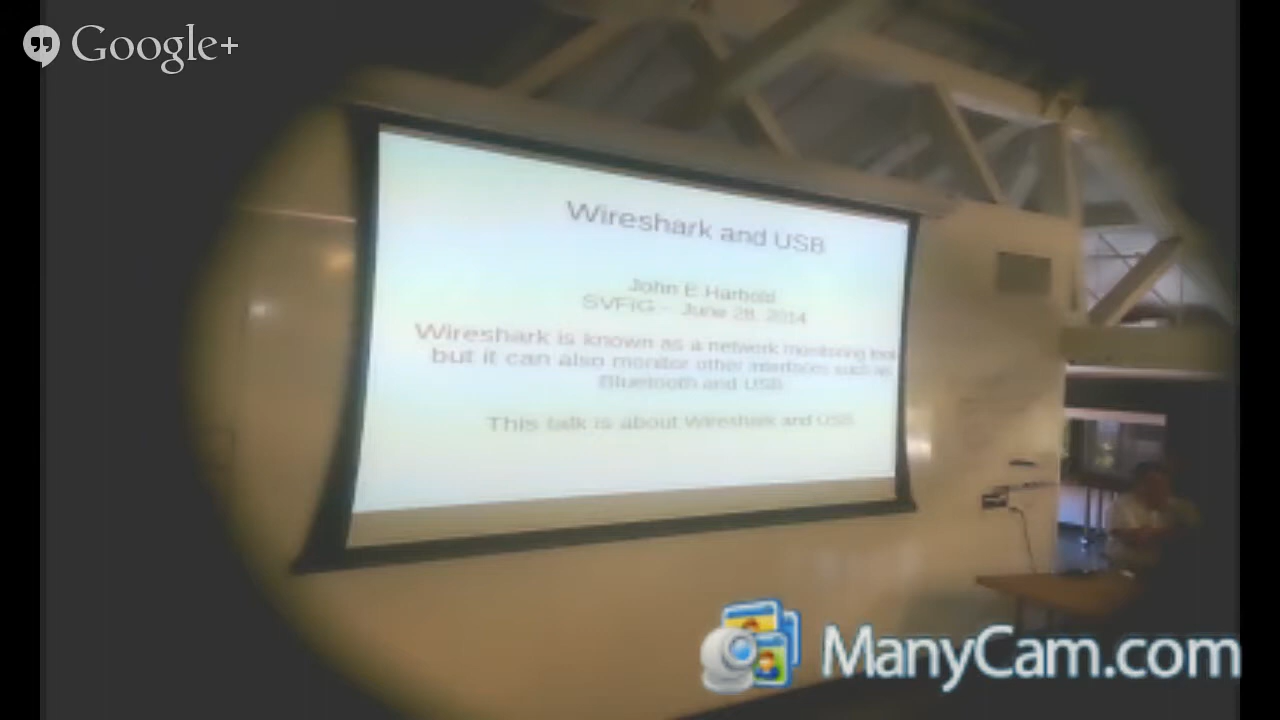 Google+
Wireshark and USB
John E Harbold
SVFIG - June 28, 2014
Wireshark is known as a network monitoring tool
but it can also monitor other interfaces such as
Bluetooth and USB
This talk is about Wireshark and USB
ManyCam.com